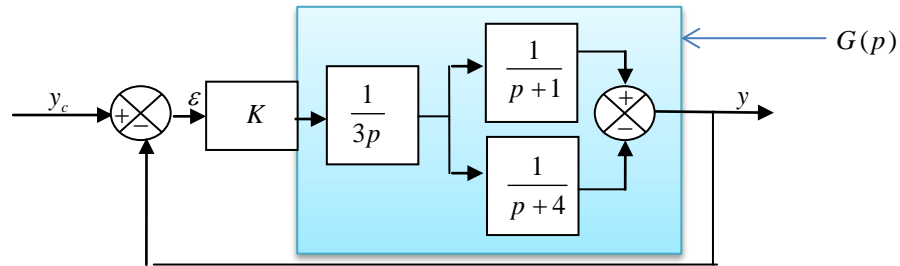 G(p)
y_c
+
−
ε
K
1/3p
1/p+1
1/p+4
+
−
y